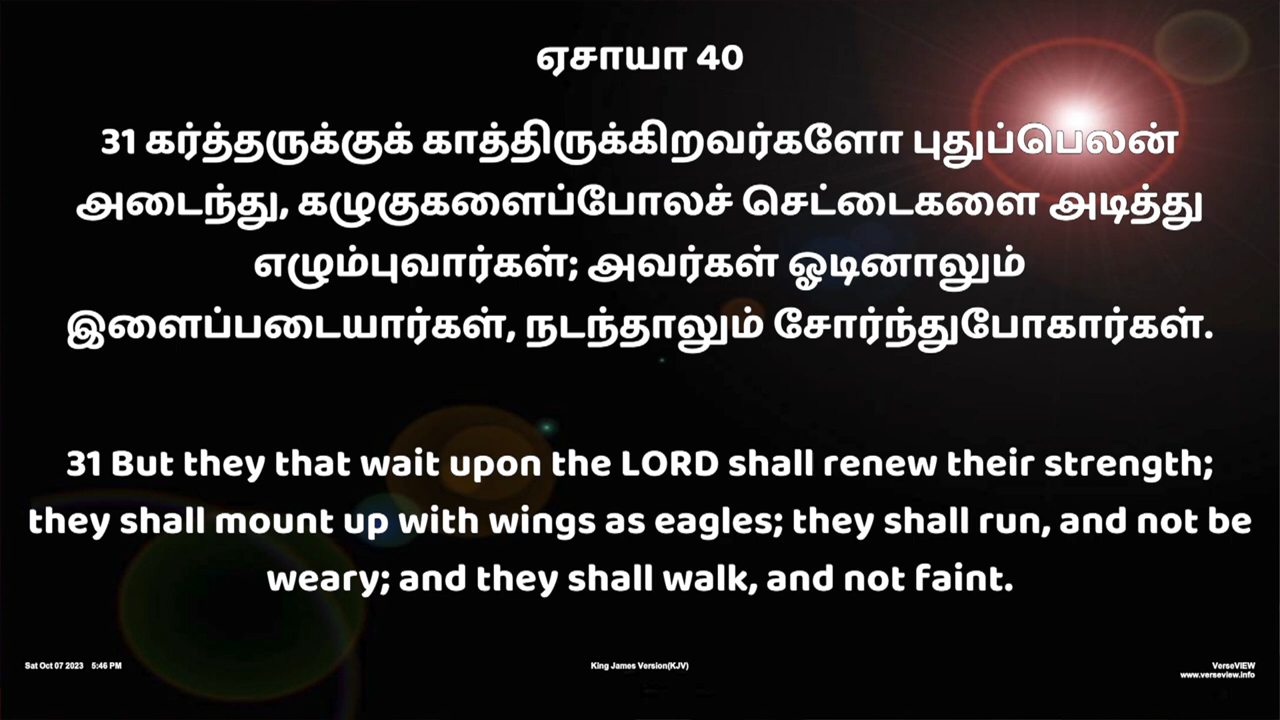 ஏசாயா 40
31 கர்த்தருக்குக் காத்திருக்கிறவர்களோ புதுப்பெலன்
அடைந்து, கழுகுகளைப்போலச் செட்டைகளை அடித்து
எழும்புவார்கள்; அவர்கள் ஓடினாலும்
இளைப்படையார்கள், நடந்தாலும் சோர்ந்துபோகார்கள்.
31 But they that wait upon the LORD shall renew their strength;
they shall mount up with wings as eagles; they shall run, and not be
weary; and they shall walk, and not faint.
Sat Oct 07 2023 5:46 PM
King James Version(KJV)
VerseVIEW
www.verseview.info